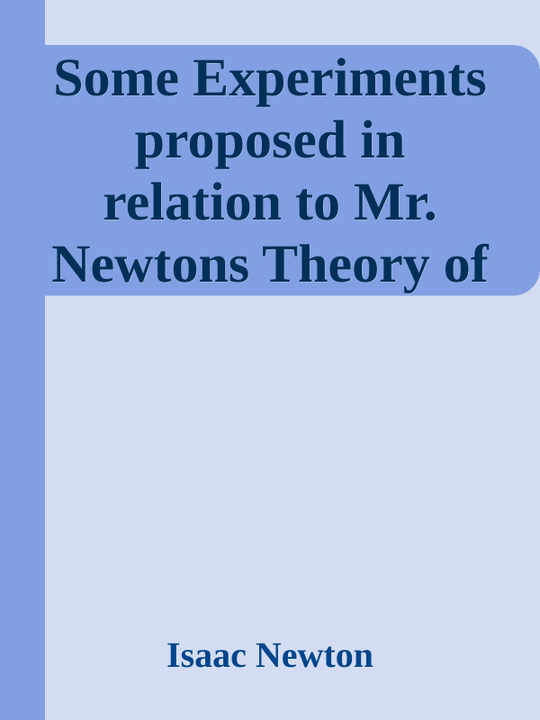 Some Experiments
proposed in
relation to Mr.
Newtons Theory of
Isaac Newton